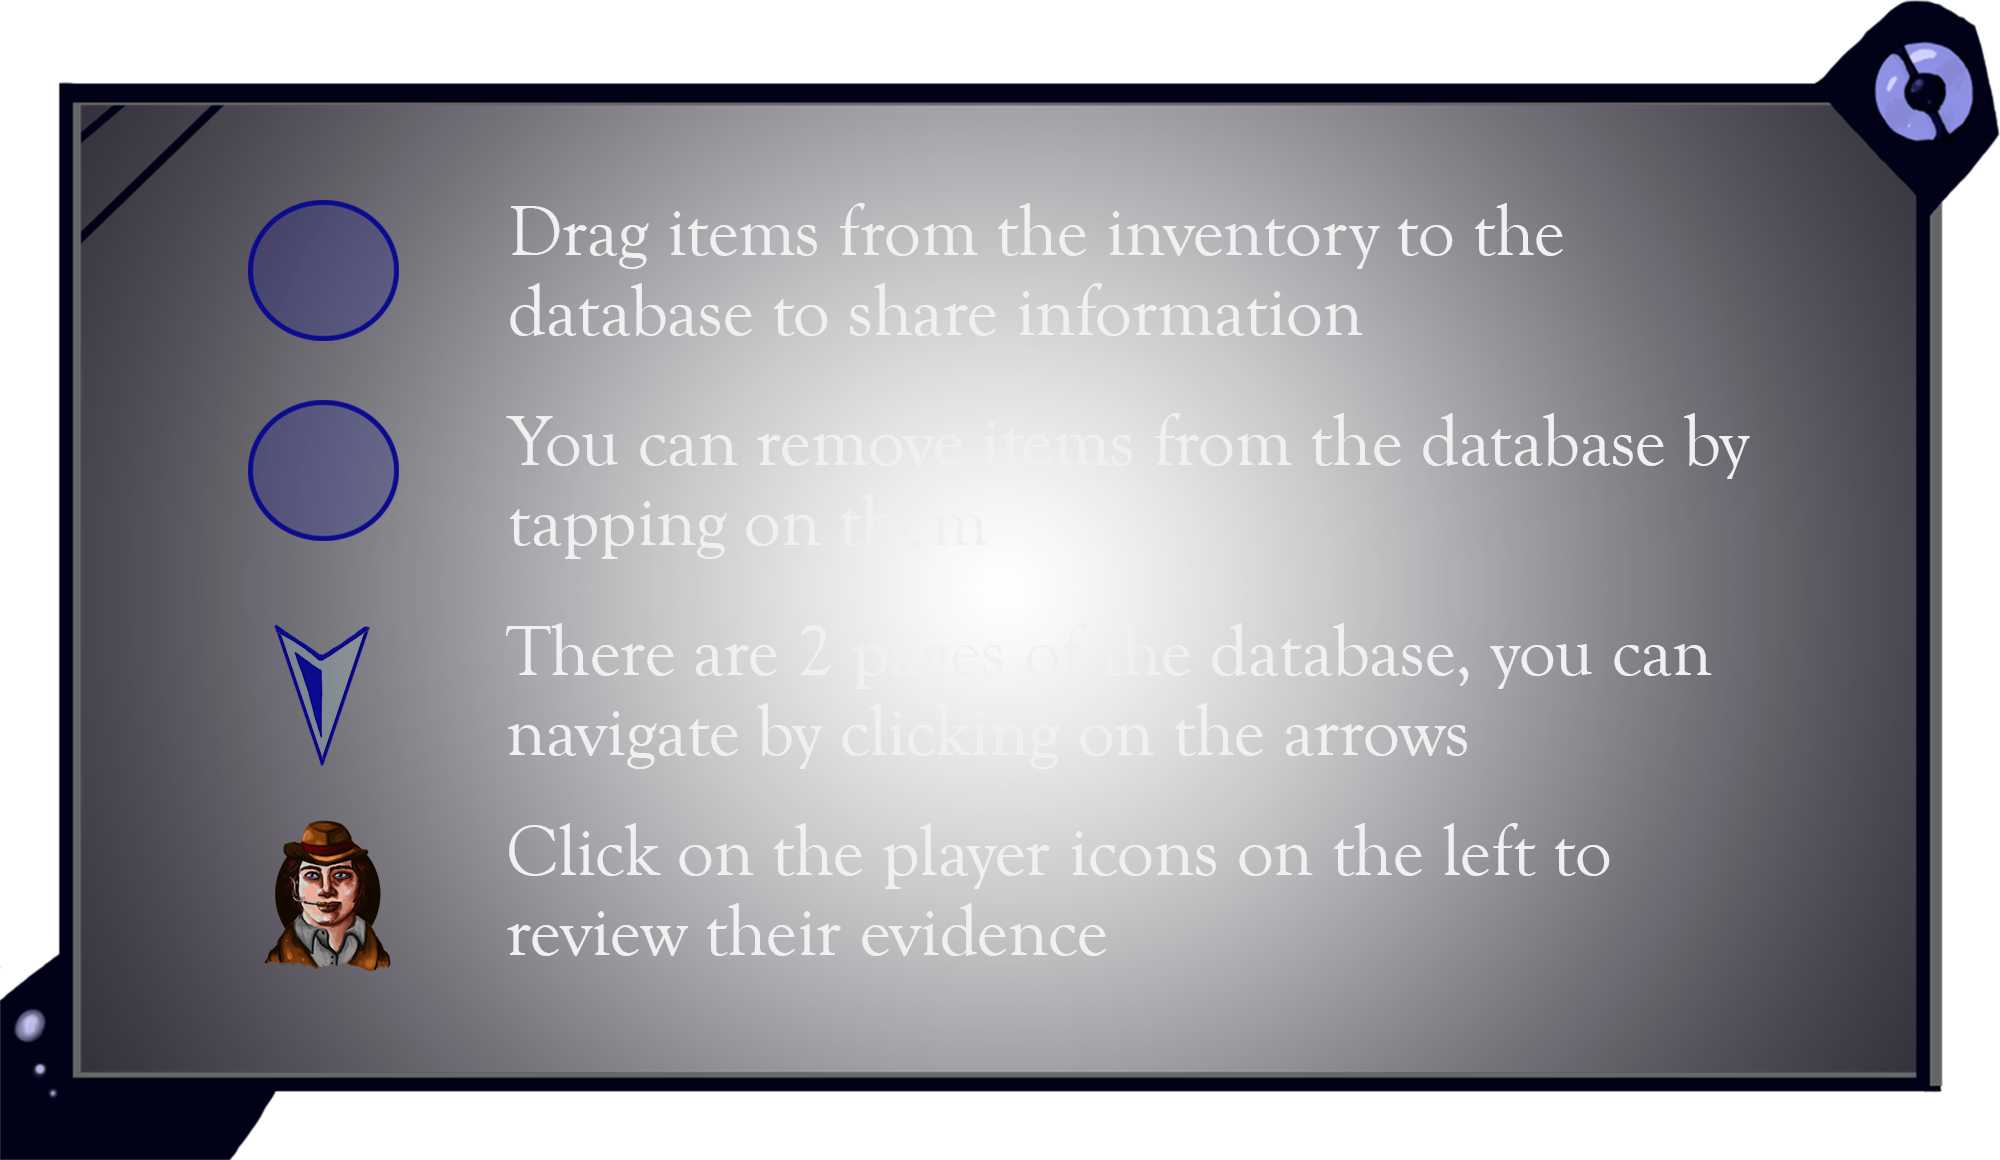 Drag items from the inventory to the
database to share information
You can remove items from the database by
tapping on them
There are 2 pages of the database, you can
navigate by clicking on the arrows
Click on the player icons on the left to
review their evidence